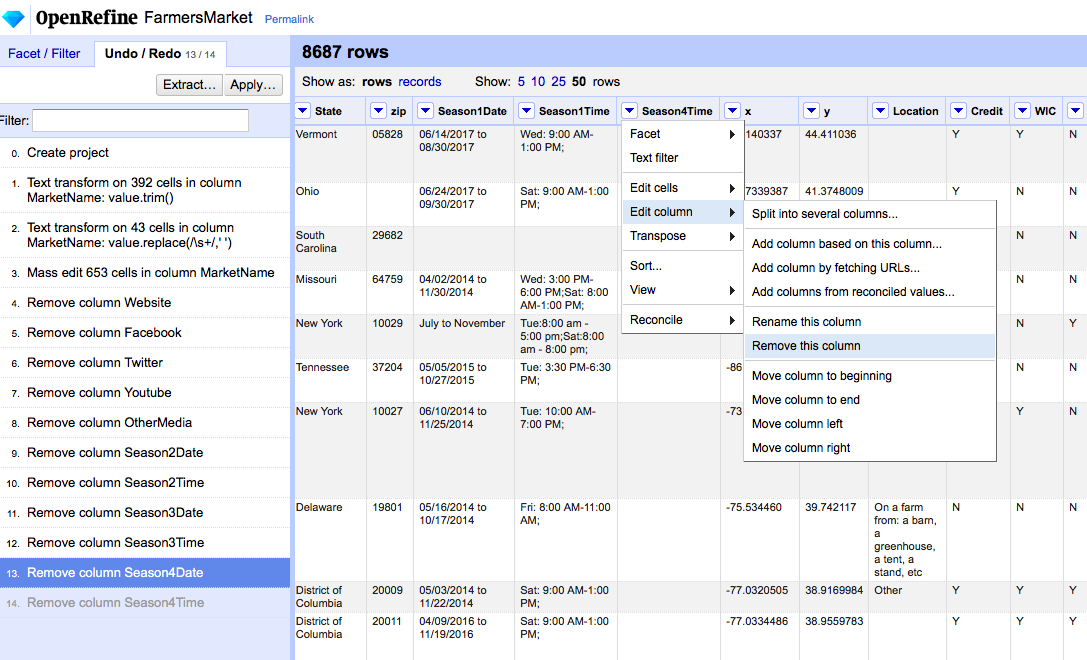 OpenRefine FarmersMarket Permalink
Facet / Filter Undo / Redo 13 / 14
Extract... Apply...
Filter:
0. Create project
1. Text transform on 392 cells in column
MarketName: value.trim()
2. Text transform on 43 cells in column
MarketName: value.replace(/\s+/,' ')
3. Mass edit 653 cells in column MarketName
4. Remove column Website
5. Remove column Facebook
6. Remove column Twitter
7. Remove column Youtube
8. Remove column OtherMedia
9. Remove column Season2Date
10. Remove column Season2Time
11. Remove column Season3Date
12. Remove column Season3Time
13. Remove column Season4Date
14. Remove column Season4Time
8687 rows
Show as: rows records Show: 5 10 25 50 rows
State zip Season1Date Season1Time Season4Time x y Location Credit WIC
Vermont 05828 06/14/2017 to Wed: 9:00 AM- 140337 44.411036 Y Y N
08/30/2017 1:00 PM;
Ohio 06/24/2017 to Sat: 9:00 AM-1:00 7339387 41.3748009 Y N N
09/30/2017 PM;
South 29682 N N
Carolina
Missouri 64759 04/02/2014 to Wed: 3:00 PM- N N
11/30/2014 6:00 PM;Sat: 8:00
AM-1:00 PM;
New York 10029 July to November Tue:8:00 am - N Y
5:00 pm;Sat:8:00
am - 8:00 pm;
Tennessee 37204 05/05/2015 to Tue: 3:30 PM-6:30 -86 N N
10/27/2015 PM;
New York 10027 06/10/2014 to Tue: 10:00 AM- -73 Y N
11/25/2014 7:00 PM;
Delaware 19801 05/16/2014 to Fri: 8:00 AM-11:00 -75.534460 39.742117 On a farm N N N
10/17/2014 AM; from: a barn,
a
greenhouse,
a tent, a
stand, etc
District of 20009 05/03/2014 to Sat: 9:00 AM-1:00 -77.0320505 38.9169984 Other Y Y Y
Columbia 11/22/2014 PM;
District of 20011 04/09/2016 to Sat: 9:00 AM-1:00 -77.0334486 38.9559783 Y Y Y
Columbia 11/19/2016 PM;
Facet
Text filter
Edit cells
Edit column
Transpose
Sort...
View
Reconcile
Split into several columns...
Add column based on this column...
Add column by fetching URLs...
Add columns from reconciled values...
Rename this column
Remove this column
Move column to beginning
Move column to end
Move column left
Move column right